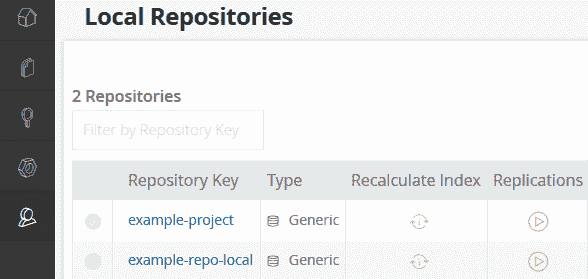 Local Repositories
2 Repositories
Filter by Repository Key
Repository Key Type Recalculate Index Replications
example-project Generic
example-repo-local Generic